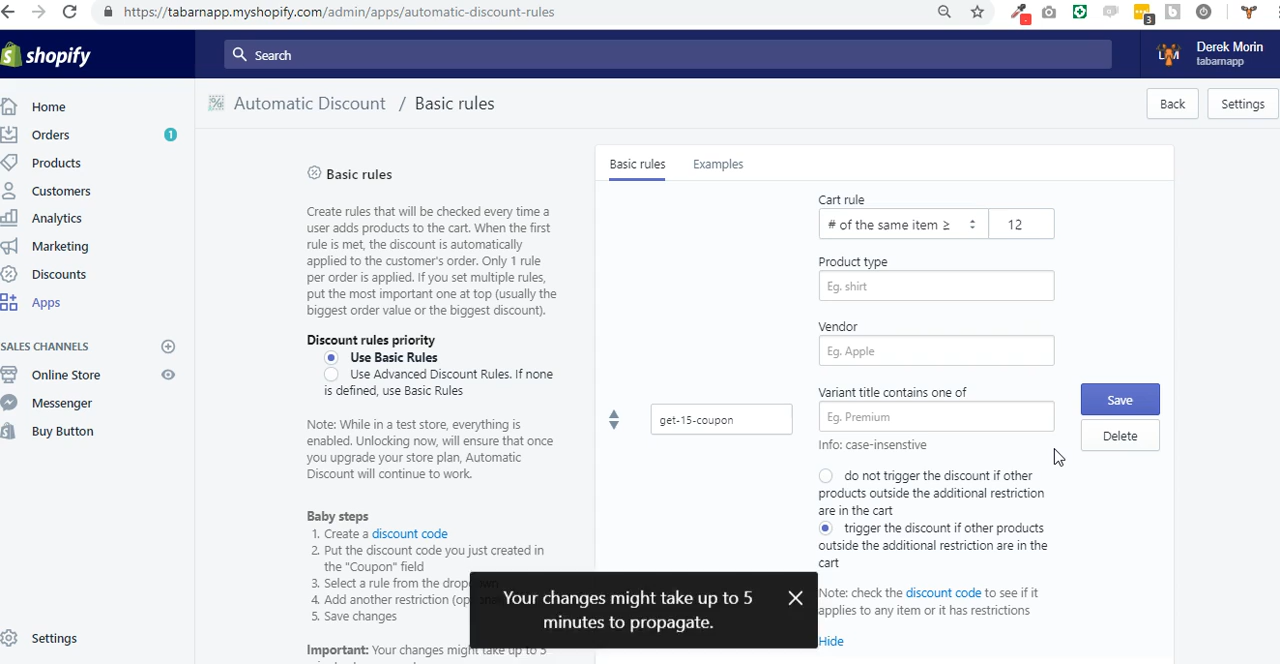 https://tabarnapp.myshopify.com/admin/apps/automatic-discount-rules
3
shopify
Search
Derek Morin
tabarnapp
Home
Orders
1
Products
Customers
Analytics
Marketing
Discounts
Apps
SALES CHANNELS
Online Store
Messenger
Buy Button
Settings
Automatic Discount / Basic rules
Back
Settings
Basic rules
Create rules that will be checked every time a
user adds products to the cart. When the first
rule is met, the discount is automatically
applied to the customer's order. Only 1 rule
per order is applied. If you set multiple rules,
put the most important one at top (usually the
biggest order value or the biggest discount).
Discount rules priority
Use Basic Rules
Use Advanced Discount Rules. If none
is defined, use Basic Rules
Note: While in a test store, everything is
enabled. Unlocking now, will ensure that once
you upgrade your store plan, Automatic
Discount will continue to work.
Baby steps
1. Create a discount code
2. Put the discount code you just created in
the "Coupon" field
3. Select a rule from the
4. Add another restriction
5. Save changes
Important: Your changes might take up to 5
Basic rules
Examples
Cart rule
# of the same item ≥
12
Product type
Eg. shirt
Vendor
Eg. Apple
Variant title contains one of
Eg. Premium
Info: case-insenstive
get-15-coupon
Save
Delete
do not trigger the discount if other
products outside the additional restriction
are in the cart
trigger the discount if other products
outside the additional restriction are in the
cart
Note: check the discount code to see if it
applies to any item or it has restrictions
Hide
Your changes might take up to 5
minutes to propagate.